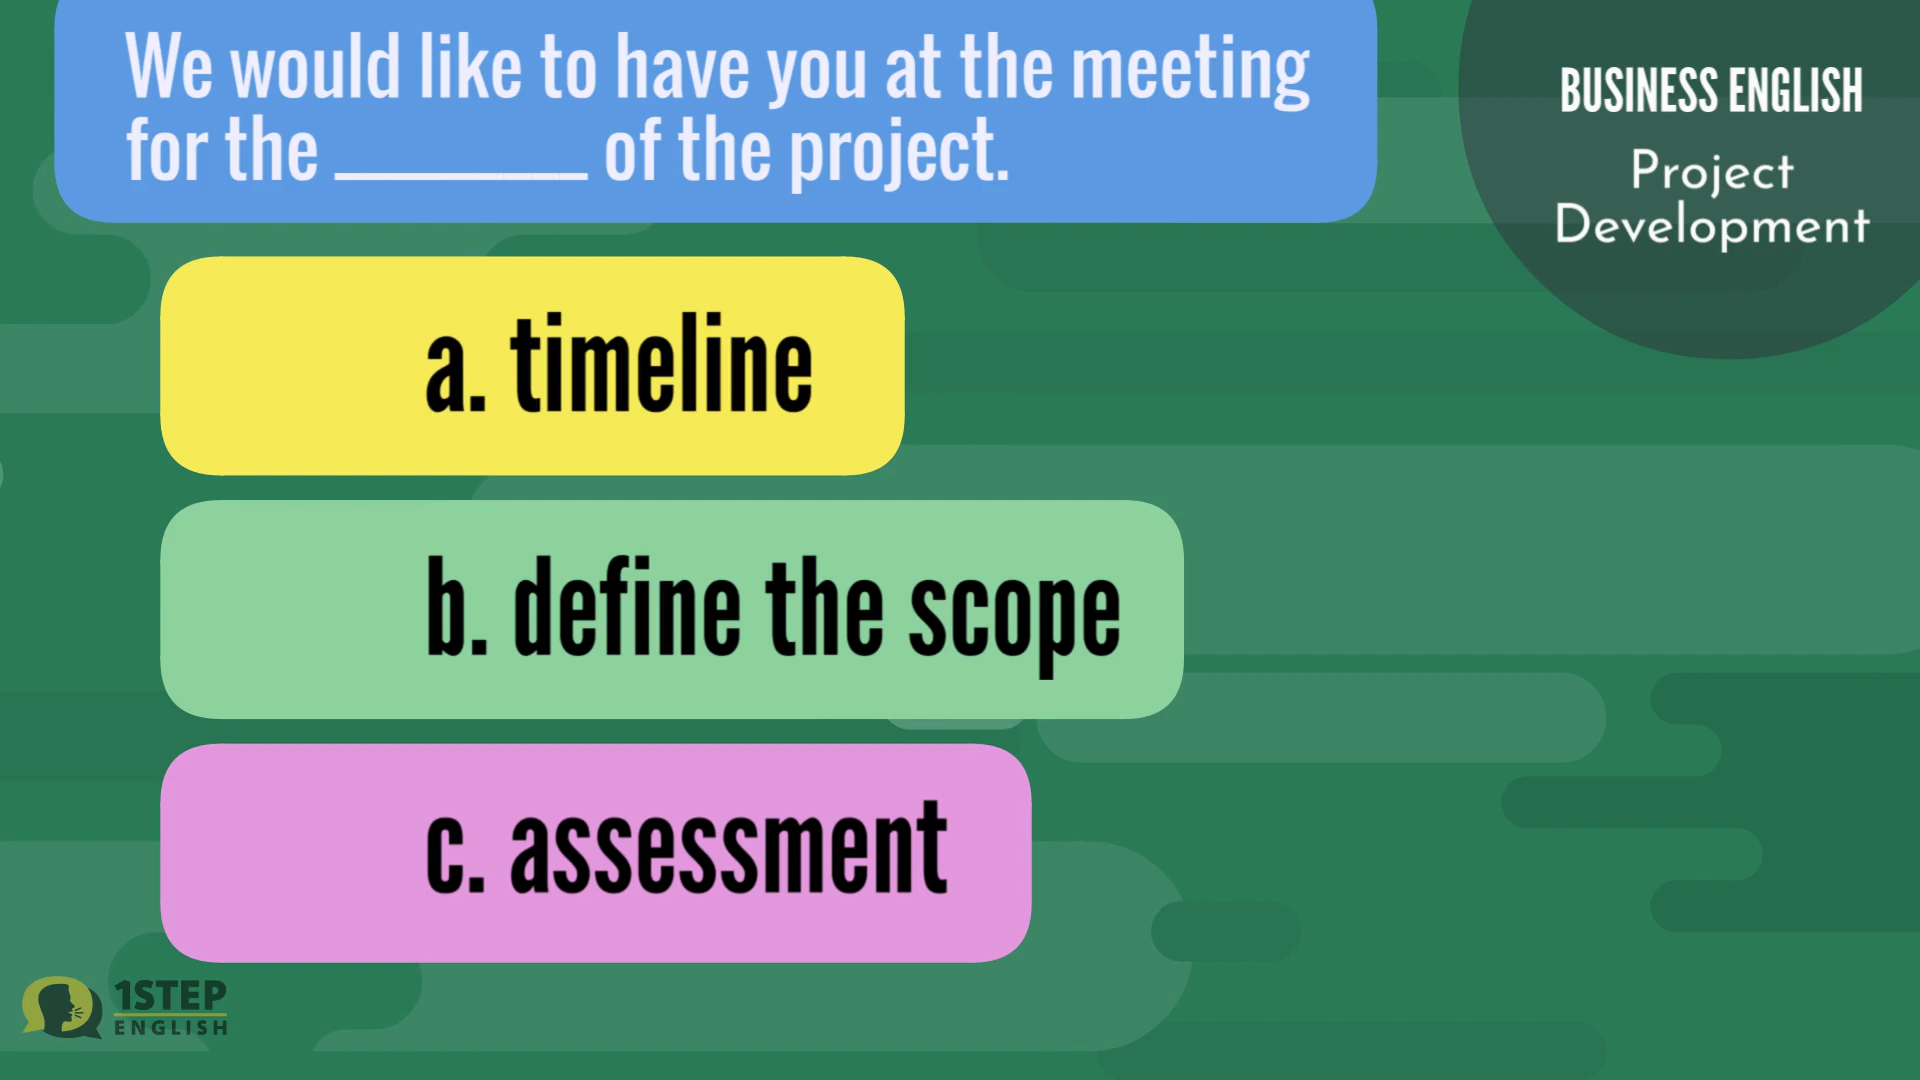 We would like to have you at the meeting
for the ________ of the project.
BUSINESS ENGLISH
Project
Development
a. timeline
b. define the scope
c. assessment
1STEP
ENGLISH